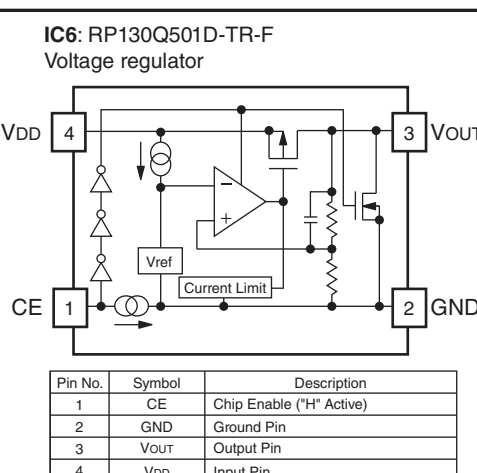 IC6: RP130Q501D-TR-F
Voltage regulator
VDD 4
3 VOUT
−
+
Vref
Current Limit
CE 1
2 GND
Pin No. Symbol Description
1 CE Chip Enable ("H" Active)
2 GND Ground Pin
3 VOUT Output Pin
4 VDD Input Pin